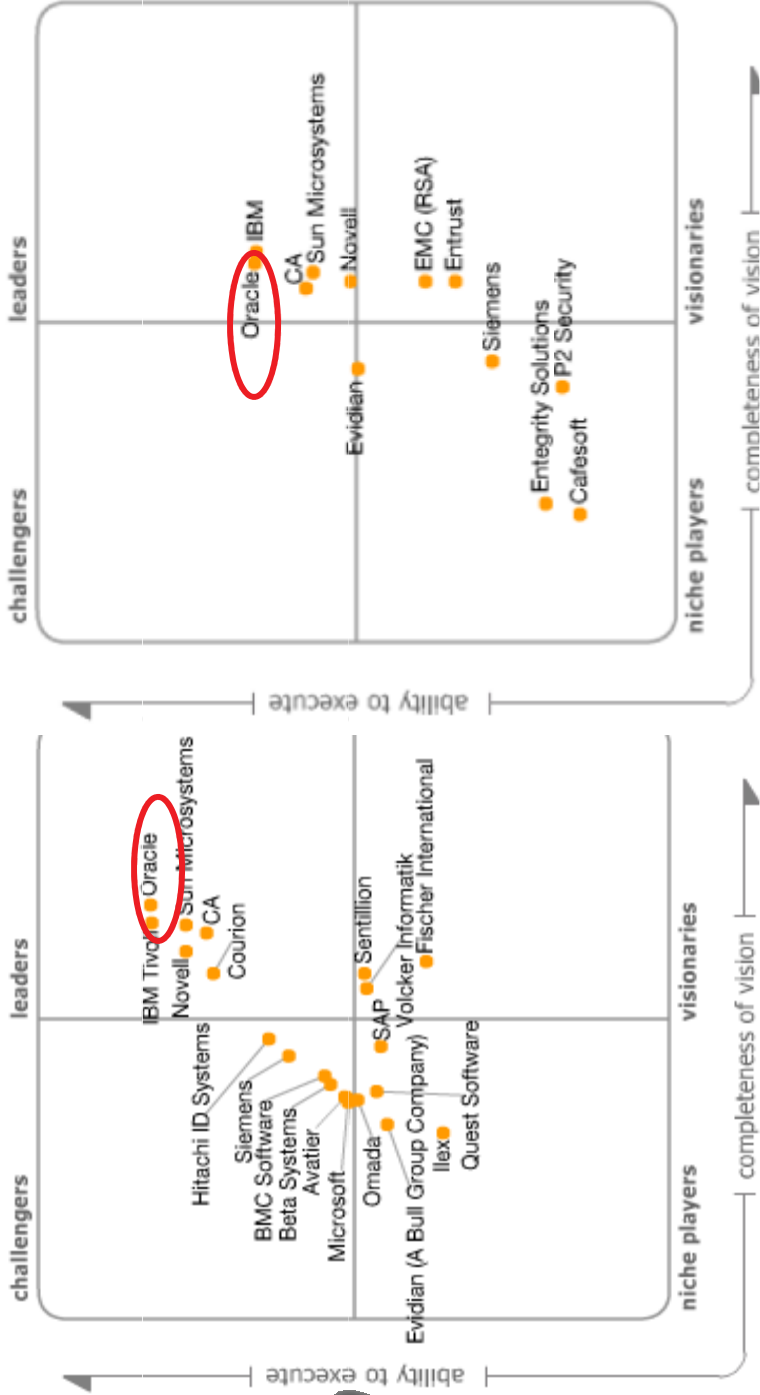 challengers
leaders
Oracle
IBM
CA
Sun Microsystems
Novell
Evidian
EMC (RSA)
Entrust
Siemens
Entegrity Solutions
P2 Security
Cafesoft
niche players
visionaries
completeness of vision
ability to execute
challengers
leaders
IBM Tivoli
Oracle
Novell
Sun Microsystems
CA
Courion
Hitachi ID Systems
Siemens
BMC Software
Beta Systems
Avatier
Microsoft
Omada
Evidian (A Bull Group Company)
Ilex
Quest Software
SAP
Sentillion
Volcker Informatik
Fischer International
niche players
visionaries
completeness of vision
ability to execute